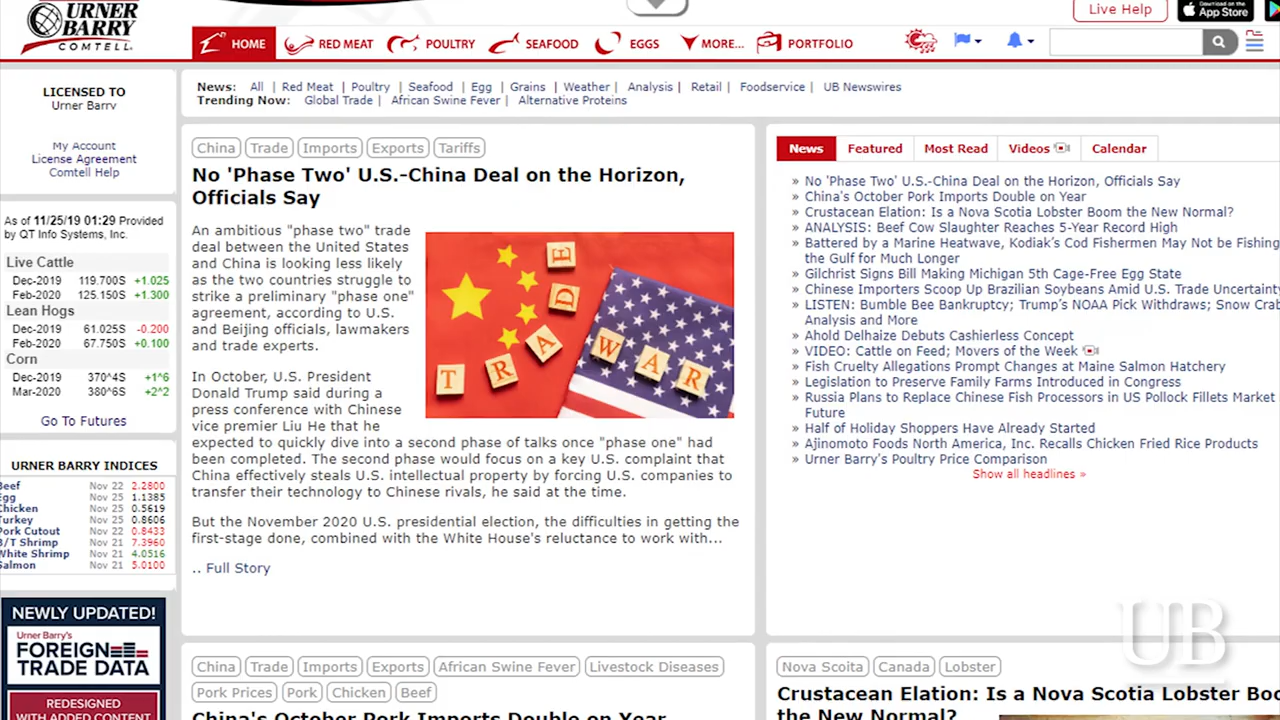 URNER
BARRY
COMTELL
HOME
RED MEAT
POULTRY
SEAFOOD
EGGS
MORE...
PORTFOLIO
Live Help
Download on the
App Store
LICENSED TO
Urner Barry
My Account
License Agreement
Comtell Help
As of 11/25/19 01:29 Provided
by QT Info Systems, Inc.
Live Cattle
Dec-2019 119.700S +1.025
Feb-2020 125.150S +1.300
Lean Hogs
Dec-2019 61.025S -0.200
Feb-2020 67.750S +0.100
Corn
Dec-2019 370^4S +1^6
Mar-2020 380^6S +2^2
Go To Futures
URNER BARRY INDICES
Beef Nov 22 2.2800
Egg Nov 25 1.1385
Chicken Nov 25 0.5619
Turkey Nov 25 0.8606
Pork Cutout Nov 22 0.8433
B/T Shrimp Nov 21 7.3960
White Shrimp Nov 21 4.0516
Salmon Nov 21 5.0100
NEWLY UPDATED!
Urner Barry's
FOREIGN
TRADE DATA
REDESIGNED
WITH ADDED CONTENT
News: All | Red Meat | Poultry | Seafood | Egg | Grains | Weather | Analysis | Retail | Foodservice | UB Newswires
Trending Now: Global Trade | African Swine Fever | Alternative Proteins
China Trade Imports Exports Tariffs
No 'Phase Two' U.S.-China Deal on the Horizon,
Officials Say
An ambitious "phase two" trade
deal between the United States
and China is looking less likely
as the two countries struggle to
strike a preliminary "phase one"
agreement, according to U.S.
and Beijing officials, lawmakers
and trade experts.
TRADE
WAR
In October, U.S. President
Donald Trump said during a
press conference with Chinese
vice premier Liu He that he
expected to quickly dive into a second phase of talks once "phase one" had
been completed. The second phase would focus on a key U.S. complaint that
China effectively steals U.S. intellectual property by forcing U.S. companies to
transfer their technology to Chinese rivals, he said at the time.
But the November 2020 U.S. presidential election, the difficulties in getting the
first-stage done, combined with the White House's reluctance to work with...
.. Full Story
News Featured Most Read Videos Calendar
» No 'Phase Two' U.S.-China Deal on the Horizon, Officials Say
» China's October Pork Imports Double on Year
» Crustacean Elation: Is a Nova Scotia Lobster Boom the New Normal?
» ANALYSIS: Beef Cow Slaughter Reaches 5-Year Record High
» Battered by a Marine Heatwave, Kodiak's Cod Fishermen May Not be Fishing
the Gulf for Much Longer
» Gilchrist Signs Bill Making Michigan 5th Cage-Free Egg State
» Chinese Importers Scoop Up Brazilian Soybeans Amid U.S. Trade Uncertainty
» LISTEN: Bumble Bee Bankruptcy; Trump's NOAA Pick Withdraws; Snow Crab
Analysis and More
» Ahold Delhaize Debuts Cashierless Concept
» VIDEO: Cattle on Feed; Movers of the Week
» Fish Cruelty Allegations Prompt Changes at Maine Salmon Hatchery
» Legislation to Preserve Family Farms Introduced in Congress
» Russia Plans to Replace Chinese Fish Processors in US Pollock Fillets Market
Future
» Half of Holiday Shoppers Have Already Started
» Ajinomoto Foods North America, Inc. Recalls Chicken Fried Rice Products
» Urner Barry's Poultry Price Comparison
Show all headlines »
China Trade Imports Exports African Swine Fever Livestock Diseases
Pork Prices Pork Chicken Beef
China's October Pork Imports Double on Year
Nova Scoita Canada Lobster
Crustacean Elation: Is a Nova Scotia Lobster Boo
the New Normal?
UB